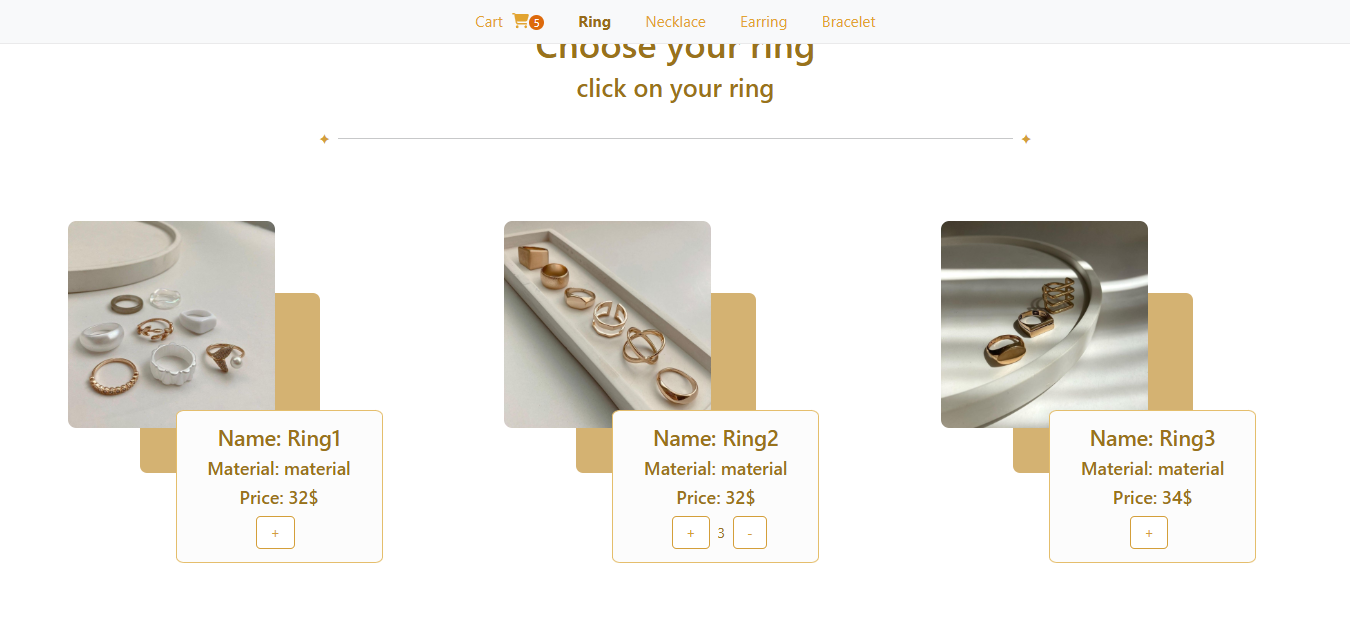 Cart 5 Ring Necklace Earring Bracelet
Choose your ring
click on your ring
Name: Ring1
Material: material
Price: 32$
+
Name: Ring2
Material: material
Price: 32$
+ 3 -
Name: Ring3
Material: material
Price: 34$
+